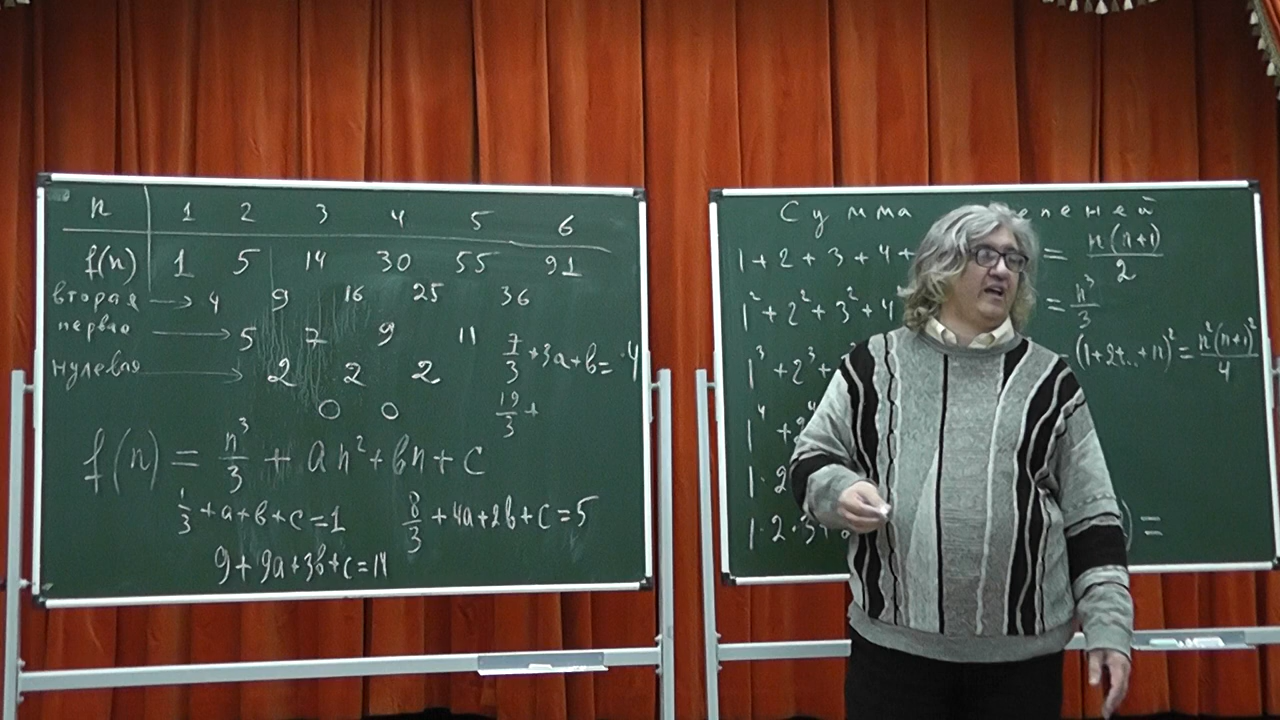 n 1 2 3 4 5 6
f(n) 1 5 14 30 55 91
вторая → 4 9 16 25 36
первая → 5 7 9 11
нулевая → 2 2 2
0 0
7/3 + 3a + b = 4
19/3 +
f(n) = n³/3 + an² + bn + c
1/3 + a + b + c = 1
8/3 + 4a + 2b + c = 5
9 + 9a + 3b + c = 14
Сумма пеней
1 + 2 + 3 + 4 + = n(n+1)/2
1² + 2² + 3² + 4 = n³/3
1³ + 2³ (1+2+..+n)² = n²(n+1)²/4
1⁴ + 2⁴
1·2
1·2·3 + ) =